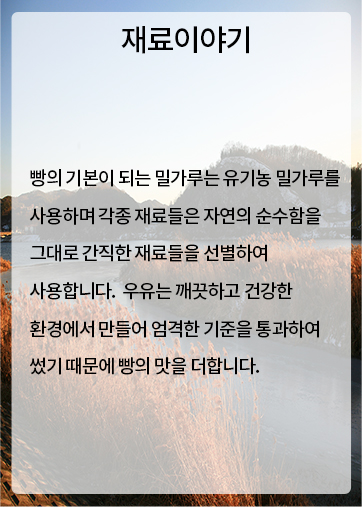 재료이야기
빵의 기본이 되는 밀가루는 유기농 밀가루를
사용하며 각종 재료들은 자연의 순수함을
그대로 간직한 재료들을 선별하여
사용합니다. 우유는 깨끗하고 건강한
환경에서 만들어 엄격한 기준을 통과하여
썼기 때문에 빵의 맛을 더합니다.